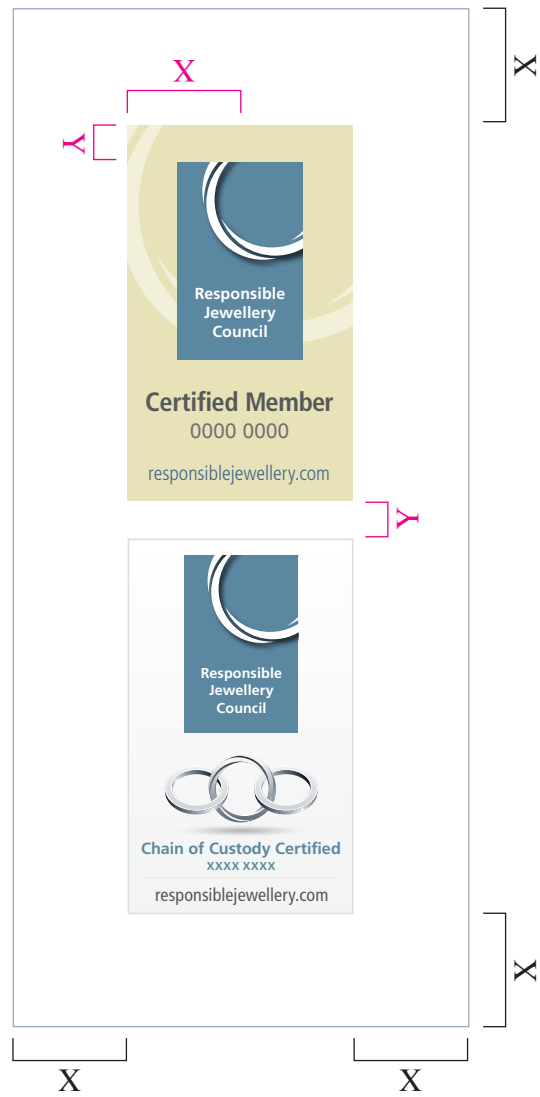 X
X
Y
Responsible
Jewellery
Council
Certified Member
0000 0000
responsiblejewellery.com
Y
Responsible
Jewellery
Council
Chain of Custody Certified
XXXX XXXX
responsiblejewellery.com
X
X
X